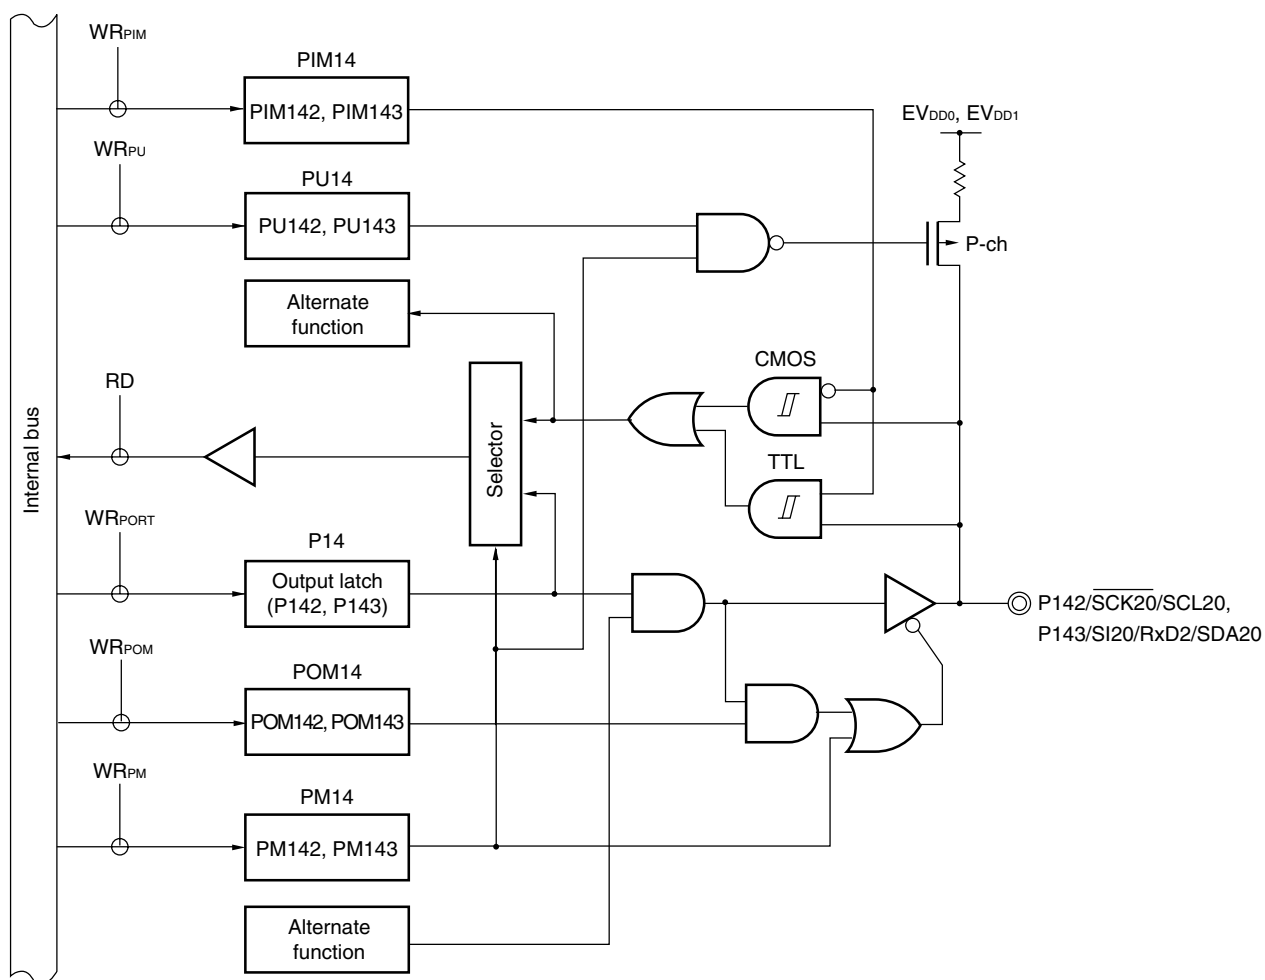 WRPIM
PIM14
PIM142, PIM143
EVDD0, EVDD1
WRPU
PU14
PU142, PU143
P-ch
Alternate
function
CMOS
RD
Selector
TTL
Internal bus
WRPORT
P14
Output latch
(P142, P143)
P142/SCK20/SCL20,
P143/SI20/RxD2/SDA20
WRPOM
POM14
POM142, POM143
WRPM
PM14
PM142, PM143
Alternate
function